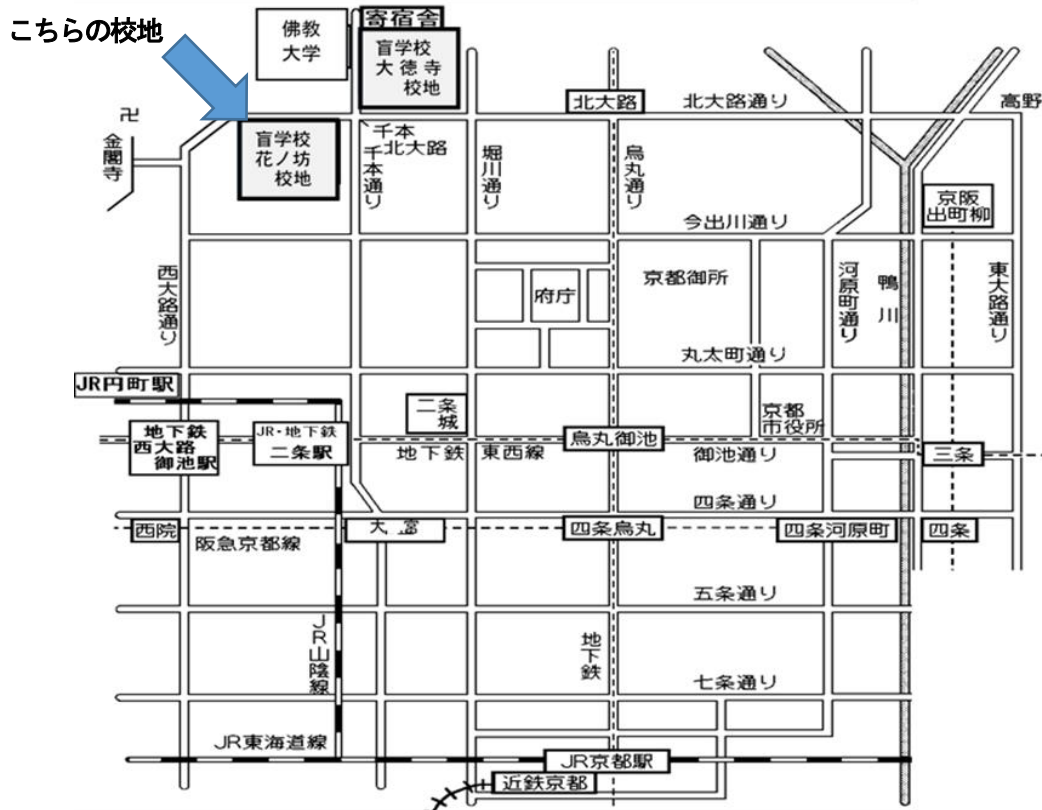 こちらの校地
佛教
大学
寄宿舎
盲学校
大徳寺
校地
北大路
北大路通り
高野
卍
金閣寺
盲学校
花ノ坊
校地
千本
北大路
千本通り
堀川通り
烏丸通り
京阪
出町柳
今出川通り
西大路通り
府庁
京都御所
河原町通り
鴨川
東大路通り
丸太町通り
JR円町駅
二条
城
京都
市役所
地下鉄
西大路
御池駅
JR・地下鉄
二条駅
地下鉄
東西線
烏丸御池
御池通り
三条
四条通り
西院
阪急京都線
大
四条烏丸
四条河原町
四条
五条通り
JR山陰線
地下鉄
七条通り
JR東海道線
JR京都駅
近鉄京都